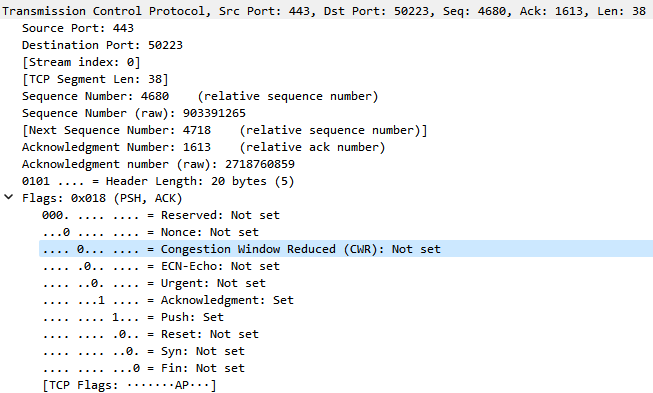 Transmission Control Protocol, Src Port: 443, Dst Port: 50223, Seq: 4680, Ack: 1613, Len: 38
Source Port: 443
Destination Port: 50223
[Stream index: 0]
[TCP Segment Len: 38]
Sequence Number: 4680    (relative sequence number)
Sequence Number (raw): 903391265
[Next Sequence Number: 4718    (relative sequence number)]
Acknowledgment Number: 1613    (relative ack number)
Acknowledgment number (raw): 2718760859
0101 .... = Header Length: 20 bytes (5)
Flags: 0x018 (PSH, ACK)
000. .... .... = Reserved: Not set
...0 .... .... = Nonce: Not set
.... 0... .... = Congestion Window Reduced (CWR): Not set
.... .0.. .... = ECN-Echo: Not set
.... ..0. .... = Urgent: Not set
.... ...1 .... = Acknowledgment: Set
.... .... 1... = Push: Set
.... .... .0.. = Reset: Not set
.... .... ..0. = Syn: Not set
.... .... ...0 = Fin: Not set
[TCP Flags: ·······AP···]